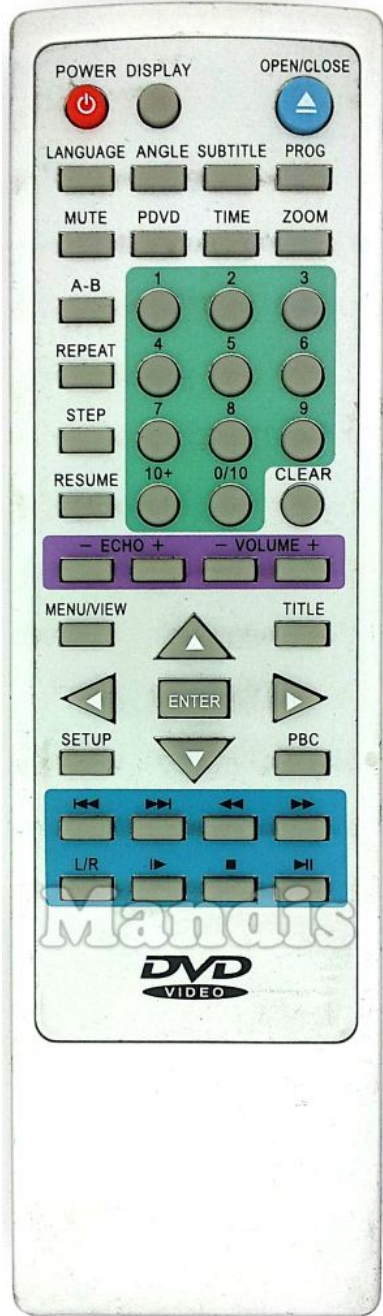 POWER DISPLAY OPEN/CLOSE
LANGUAGE ANGLE SUBTITLE PROG
MUTE PDVD TIME ZOOM
A-B 1 2 3
REPEAT 4 5 6
STEP 7 8 9
RESUME 10+ 0/10 CLEAR
- ECHO + - VOLUME +
MENU/VIEW TITLE
ENTER
SETUP PBC
L/R
Mandis
DVD
VIDEO